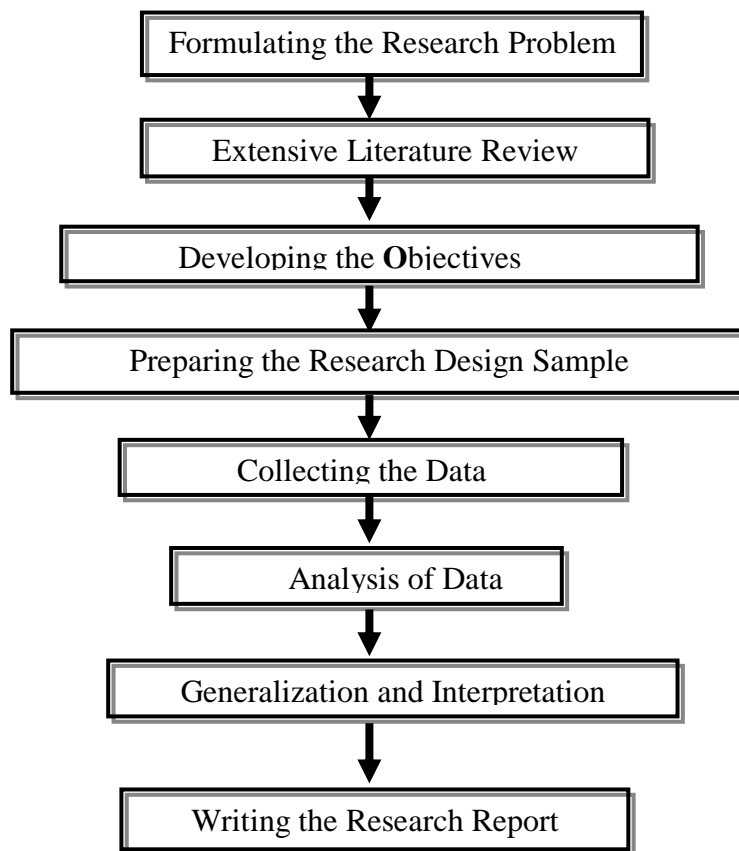 Formulating the Research Problem
Extensive Literature Review
Developing the Objectives
Preparing the Research Design Sample
Collecting the Data
Analysis of Data
Generalization and Interpretation
Writing the Research Report